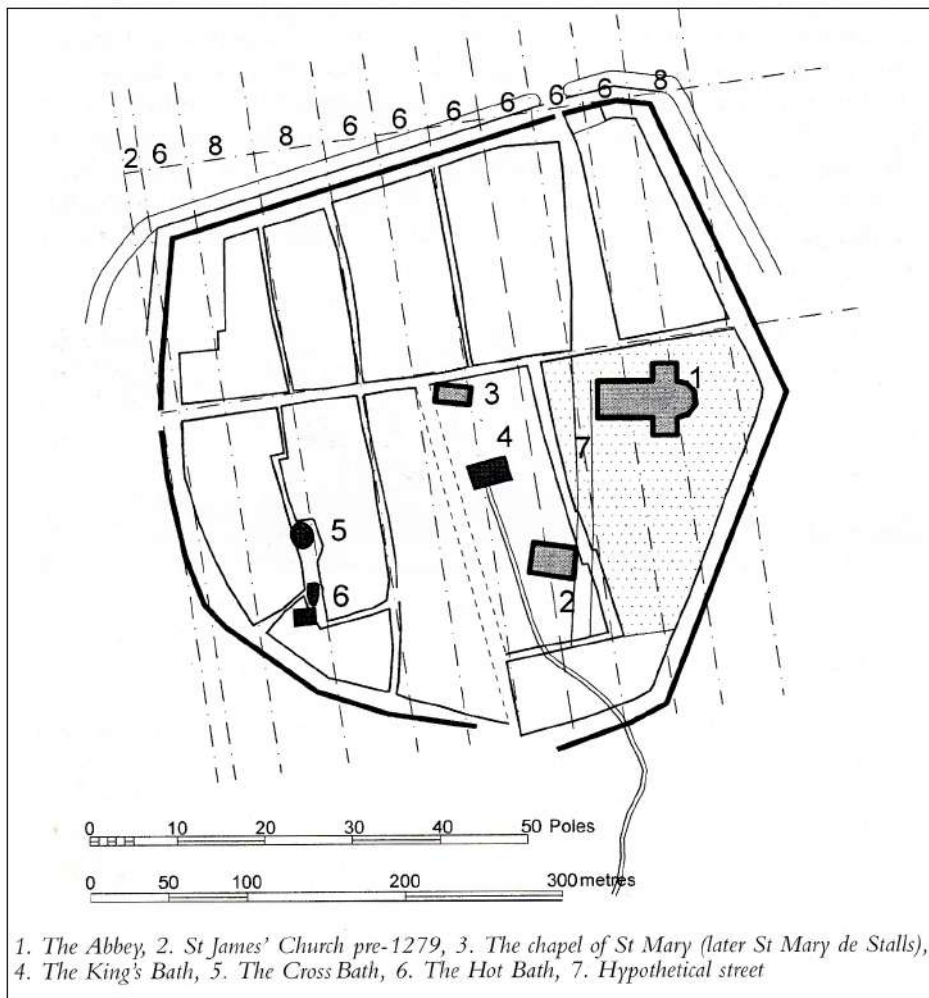 2 6 8 8 6 6 6 6 6 6 8
1
3
4
7
5
6
2
0 10 20 30 40 50 Poles
0 50 100 200 300 metres
1. The Abbey, 2. St James' Church pre-1279, 3. The chapel of St Mary (later St Mary de Stalls),
4. The King's Bath, 5. The Cross Bath, 6. The Hot Bath, 7. Hypothetical street